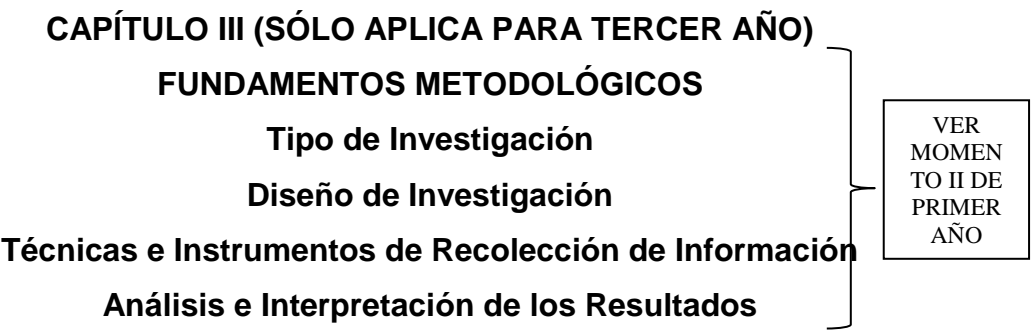 CAPÍTULO III (SÓLO APLICA PARA TERCER AÑO)
FUNDAMENTOS METODOLÓGICOS
Tipo de Investigación
Diseño de Investigación
Técnicas e Instrumentos de Recolección de Información
Análisis e Interpretación de los Resultados
VER
MOMEN
TO II DE
PRIMER
AÑO